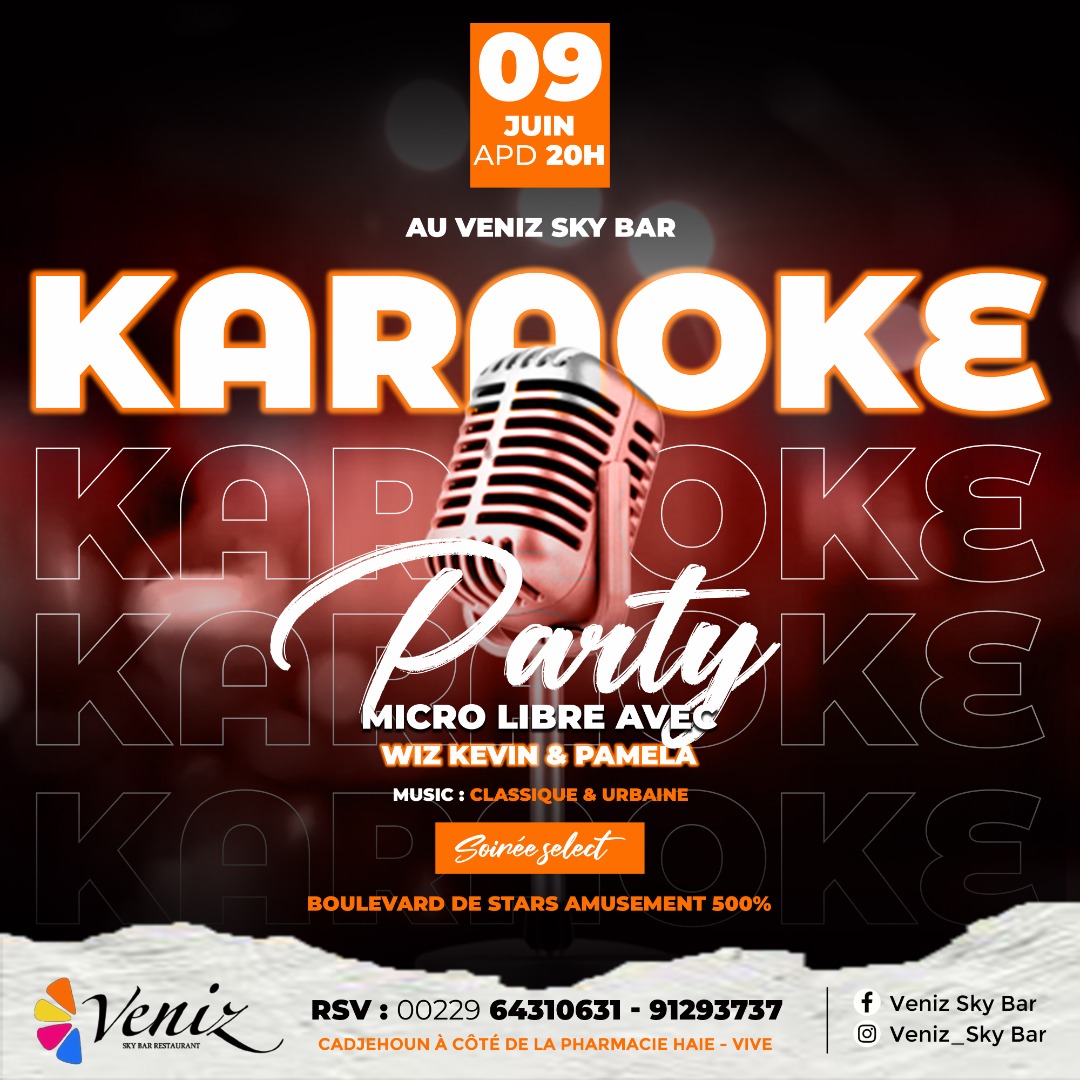 09
JUIN
APD 20H
AU VENIZ SKY BAR
KARAOKE
KARAOKE
KARAOKE
KARAOKE
Party
MICRO LIBRE AVEC
WIZ KEVIN & PAMELA
MUSIC : CLASSIQUE & URBAINE
Soirée select
BOULEVARD DE STARS AMUSEMENT 500%
Veniz
SKY BAR RESTAURANT
RSV : 00229 64310631 - 91293737
CADJEHOUN À CÔTÉ DE LA PHARMACIE HAIE - VIVE
Veniz Sky Bar
Veniz_Sky Bar